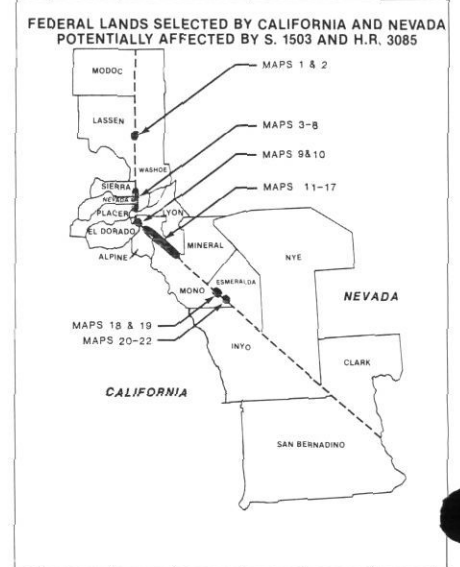 FEDERAL LANDS SELECTED BY CALIFORNIA AND NEVADA
POTENTIALLY AFFECTED BY S. 1503 AND H.R. 3085
MODOC
MAPS 1 & 2
LASSEN
MAPS 3-8
WASHOE
MAPS 9&10
SIERRA
NEVADA
MAPS 11-17
PLACER
LYON
EL DORADO
MINERAL
ALPINE
NYE
ESMERALDA
MONO
NEVADA
MAPS 18 & 19
MAPS 20-22
INYO
CLARK
CALIFORNIA
SAN BERNADINO